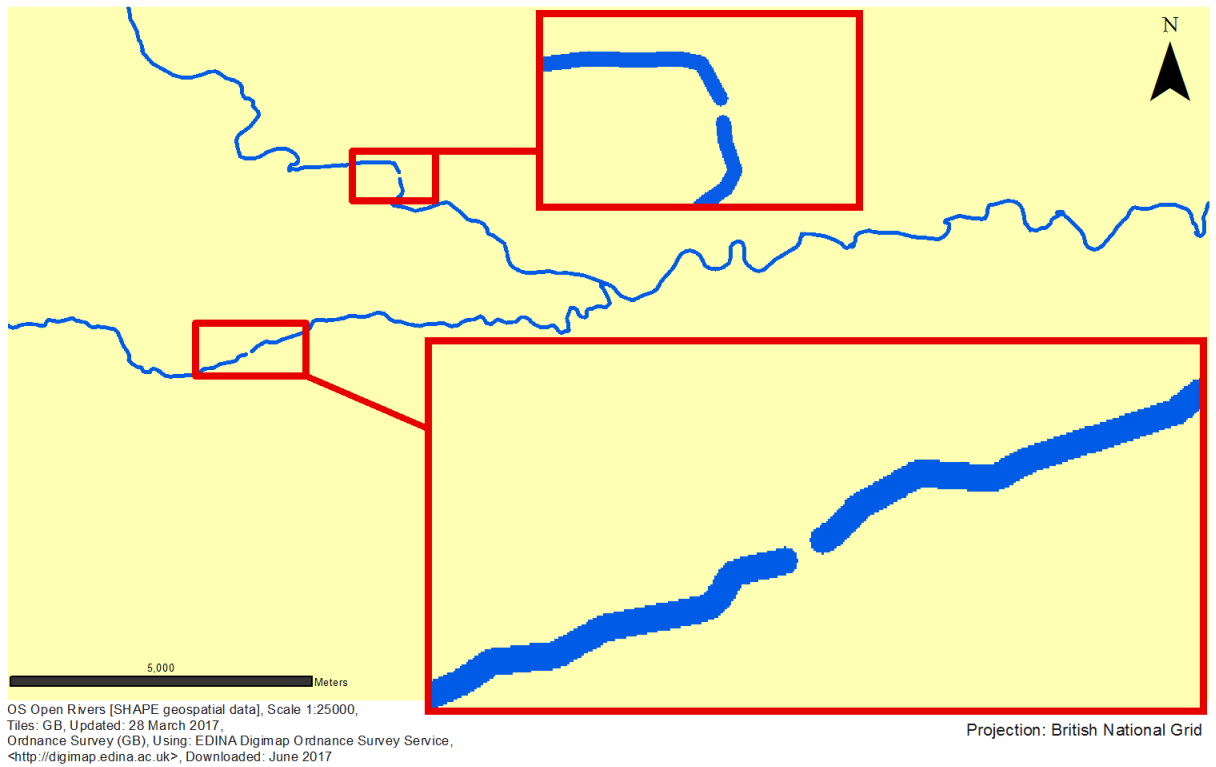 N
5,000
Meters
OS Open Rivers [SHAPE geospatial data], Scale 1:25000,
Tiles: GB, Updated: 28 March 2017,
Ordnance Survey (GB), Using: EDINA Digimap Ordnance Survey Service,
<http://digimap.edina.ac.uk>, Downloaded: June 2017
Projection: British National Grid